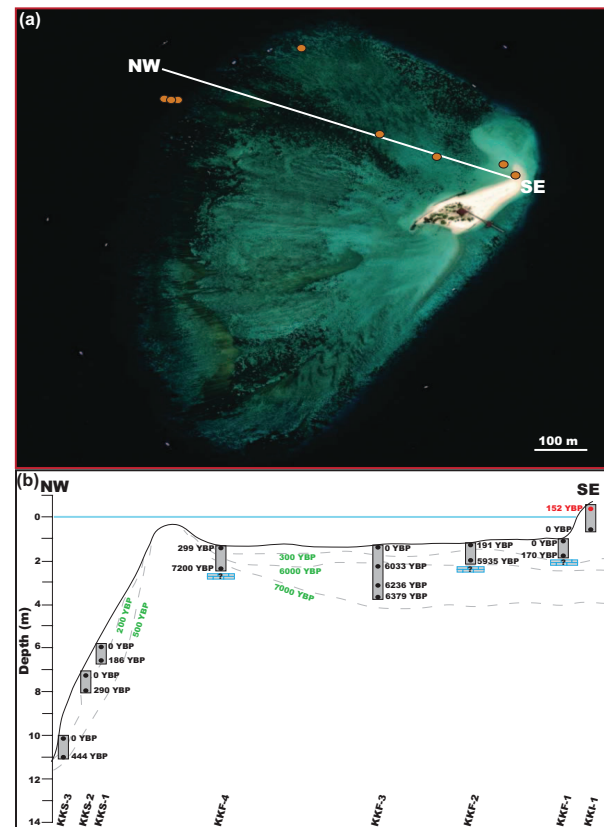 (a)
NW
SE
100 m
(b)
NW
SE
152 YBP
0
0 YBP
299 YBP
0 YBP
191 YBP
0 YBP
300 YBP
170 YBP
2
7200 YBP
6000 YBP
6033 YBP
5935 YBP
?
?
?
7000 YBP
6236 YBP
6379 YBP
4
200 YBP
500 YBP
Depth (m)
6
0 YBP
186 YBP
0 YBP
8
290 YBP
10
0 YBP
444 YBP
12
14
KKS-3
KKS-2
KKS-1
KKF-4
KKF-3
KKF-2
KKF-1
KKI-1